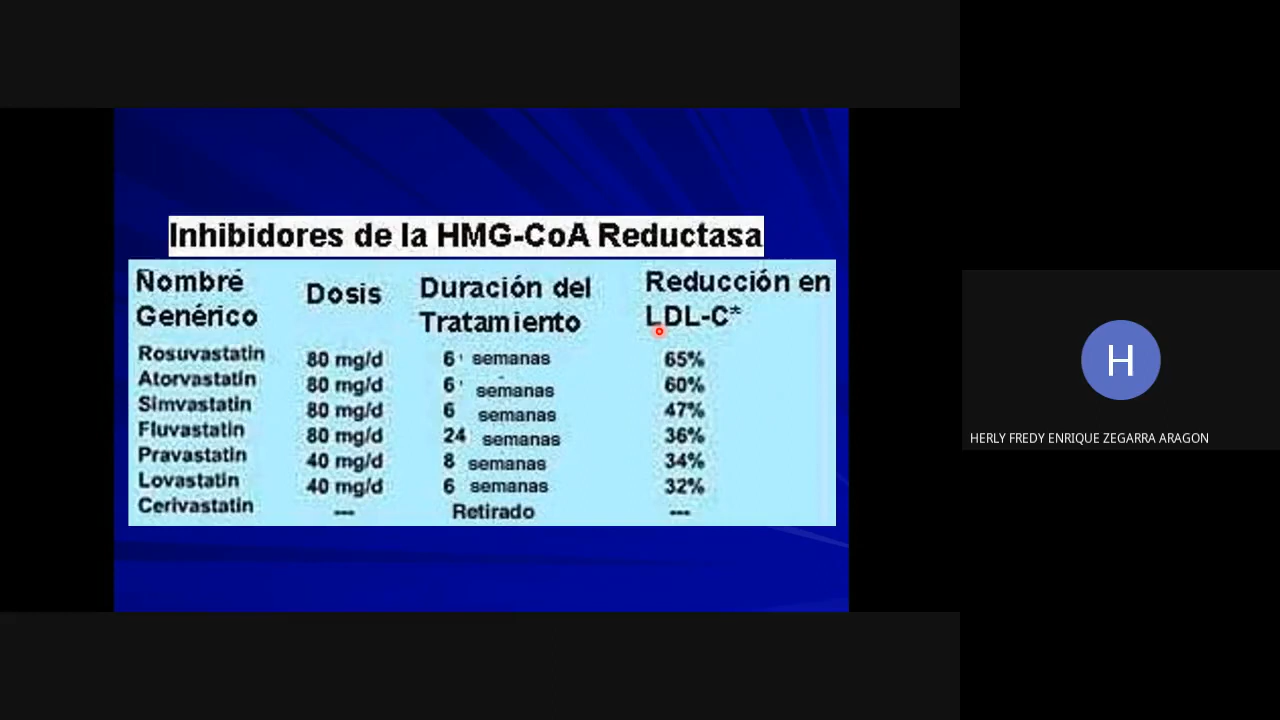 Inhibidores de la HMG-CoA Reductasa
Nombre Genérico Dosis Duración del Tratamiento Reducción en LDL-C*
Rosuvastatin 80 mg/d 6 semanas 65%
Atorvastatin 80 mg/d 6 semanas 60%
Simvastatin 80 mg/d 6 semanas 47%
Fluvastatin 80 mg/d 24 semanas 36%
Pravastatin 40 mg/d 8 semanas 34%
Lovastatin 40 mg/d 6 semanas 32%
Cerivastatin --- Retirado ---
H
HERLY FREDY ENRIQUE ZEGARRA ARAGON